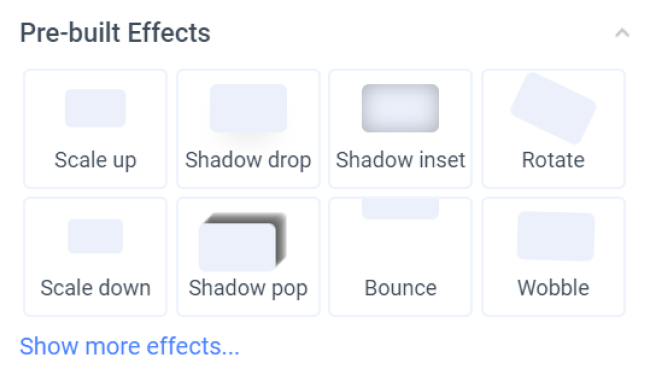 Pre-built Effects
Scale up
Shadow drop
Shadow inset
Rotate
Scale down
Shadow pop
Bounce
Wobble
Show more effects...